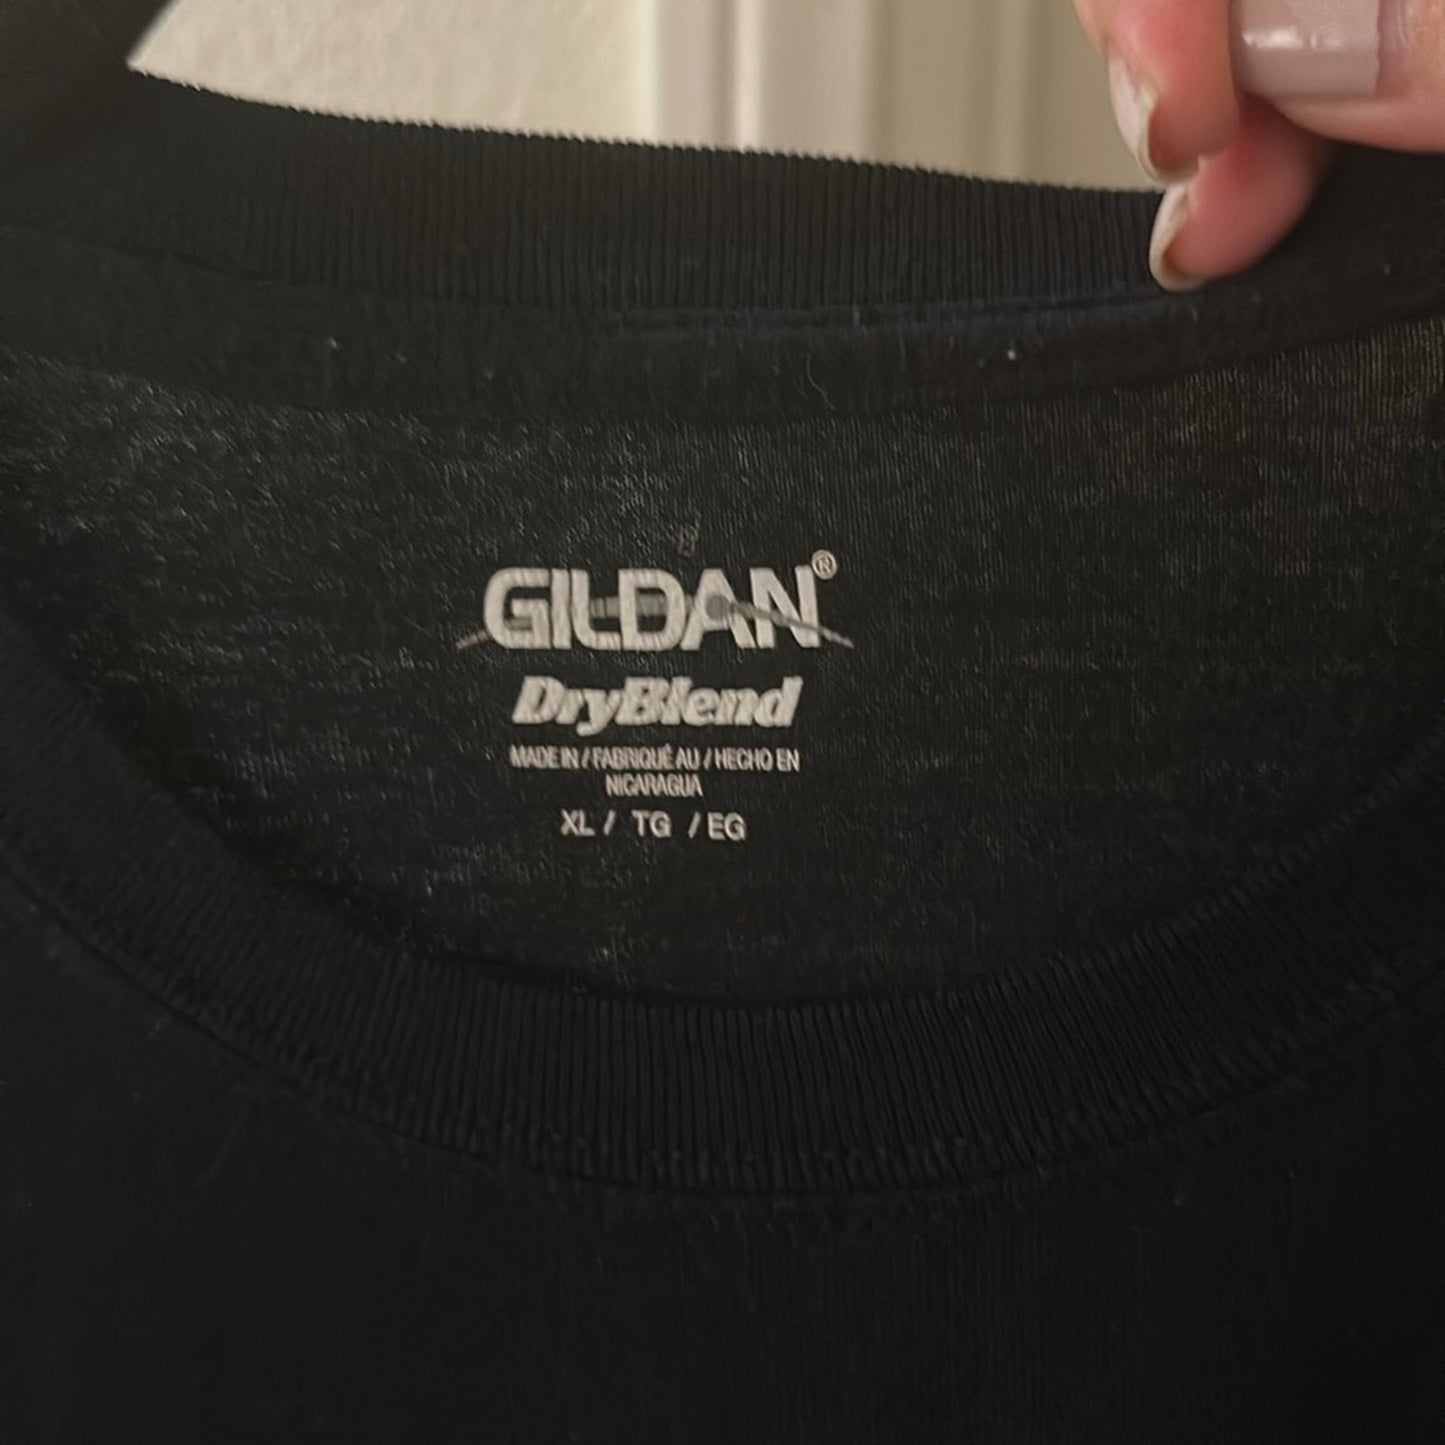 GILDAN®
DryBlend
MADE IN / FABRIQUÉ AU / HECHO EN
NICARAGUA
XL / TG / EG